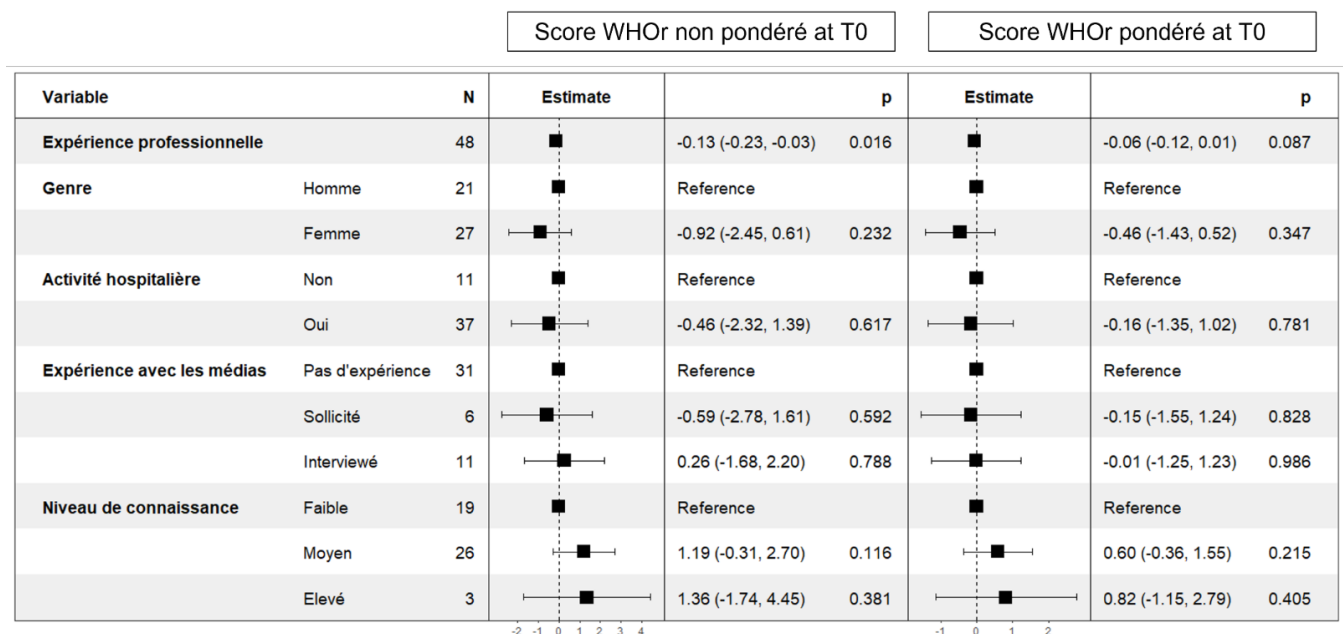 Score WHOr non pondéré at T0 Score WHOr pondéré at T0
Variable N Estimate p Estimate p
Expérience professionnelle 48 -0.13 (-0.23, -0.03) 0.016 -0.06 (-0.12, 0.01) 0.087
Genre Homme 21 Reference Reference
Femme 27 -0.92 (-2.45, 0.61) 0.232 -0.46 (-1.43, 0.52) 0.347
Activité hospitalière Non 11 Reference Reference
Oui 37 -0.46 (-2.32, 1.39) 0.617 -0.16 (-1.35, 1.02) 0.781
Expérience avec les médias Pas d'expérience 31 Reference Reference
Sollicité 6 -0.59 (-2.78, 1.61) 0.592 -0.15 (-1.55, 1.24) 0.828
Interviewé 11 0.26 (-1.68, 2.20) 0.788 -0.01 (-1.25, 1.23) 0.986
Niveau de connaissance Faible 19 Reference Reference
Moyen 26 1.19 (-0.31, 2.70) 0.116 0.60 (-0.36, 1.55) 0.215
Elevé 3 1.36 (-1.74, 4.45) 0.381 0.82 (-1.15, 2.79) 0.405
-2 -1 0 1 2 3 4 -1 0 1 2